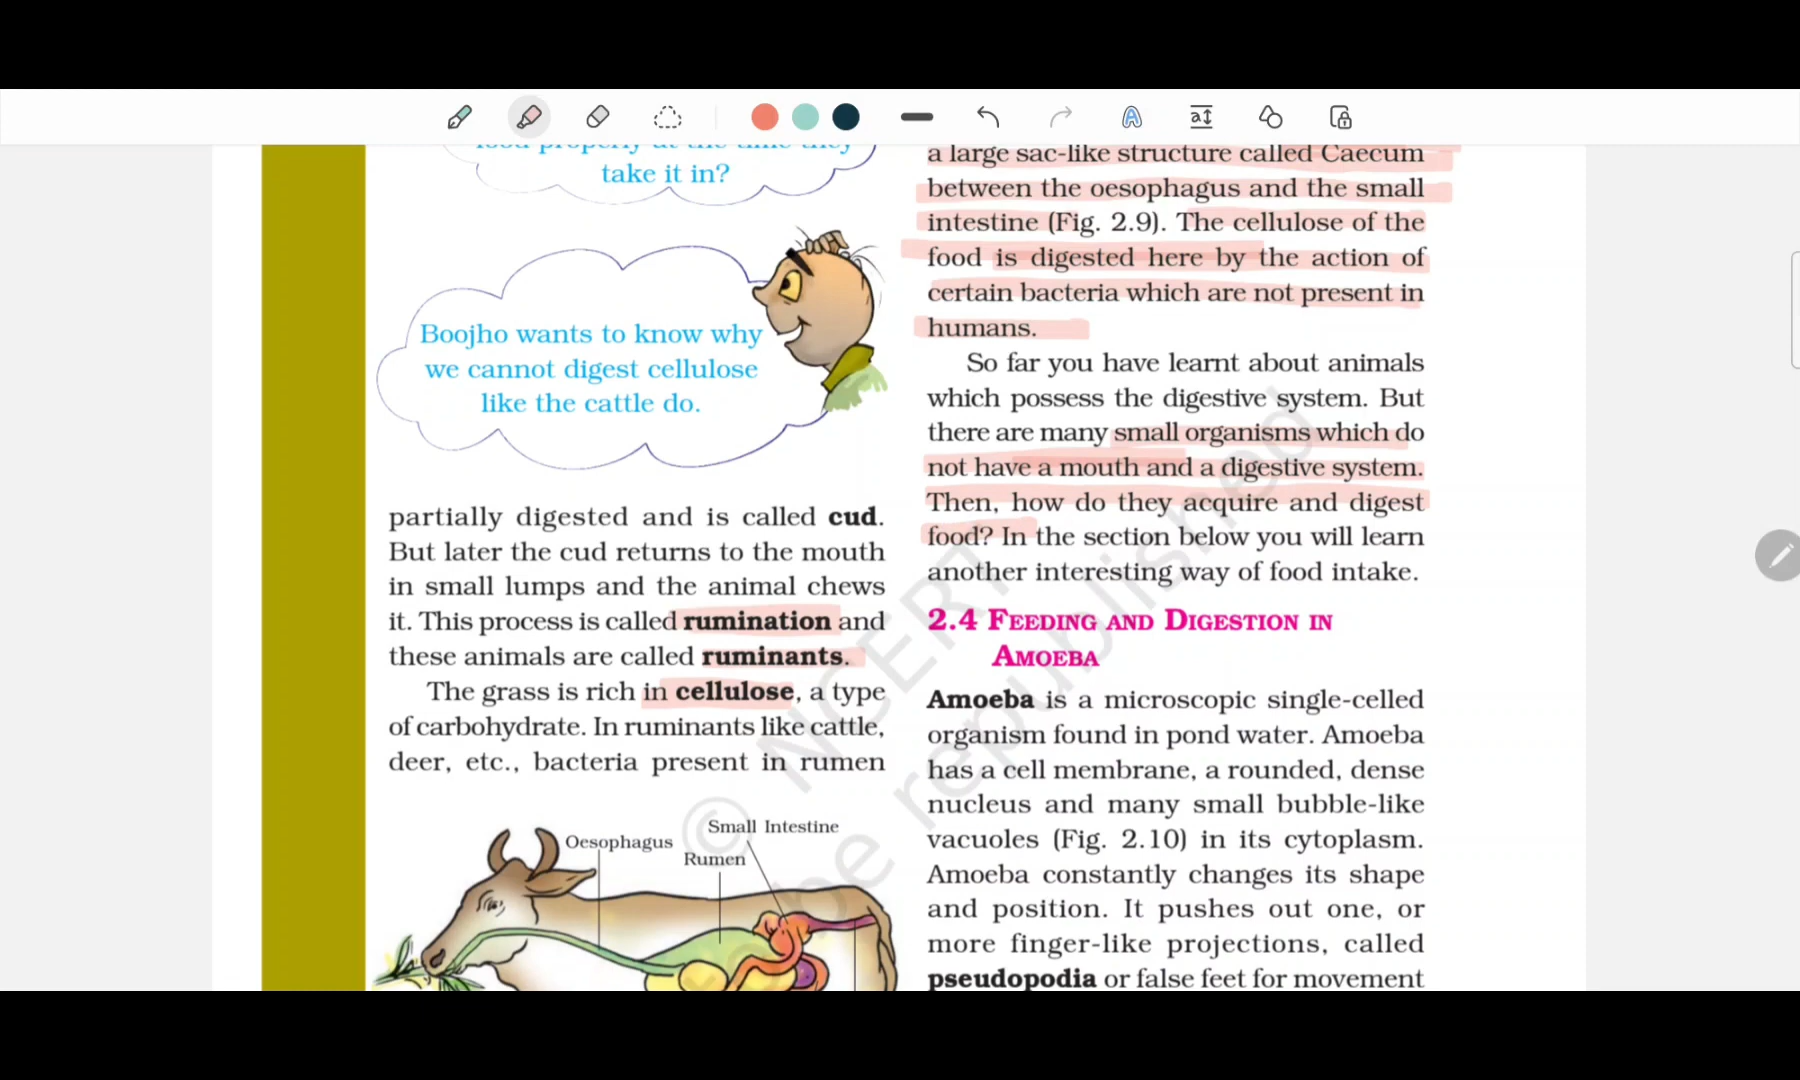 food properly at the time they
take it in?
Boojho wants to know why
we cannot digest cellulose
like the cattle do.
partially digested and is called cud.
But later the cud returns to the mouth
in small lumps and the animal chews
it. This process is called rumination and
these animals are called ruminants.
The grass is rich in cellulose, a type
of carbohydrate. In ruminants like cattle,
deer, etc., bacteria present in rumen
Small Intestine
Oesophagus
Rumen
a large sac-like structure called Caecum
between the oesophagus and the small
intestine (Fig. 2.9). The cellulose of the
food is digested here by the action of
certain bacteria which are not present in
humans.
So far you have learnt about animals
which possess the digestive system. But
there are many small organisms which do
not have a mouth and a digestive system.
Then, how do they acquire and digest
food? In the section below you will learn
another interesting way of food intake.
2.4 FEEDING AND DIGESTION IN
AMOEBA
Amoeba is a microscopic single-celled
organism found in pond water. Amoeba
has a cell membrane, a rounded, dense
nucleus and many small bubble-like
vacuoles (Fig. 2.10) in its cytoplasm.
Amoeba constantly changes its shape
and position. It pushes out one, or
more finger-like projections, called
pseudopodia or false feet for movement
© NCERT
be republished